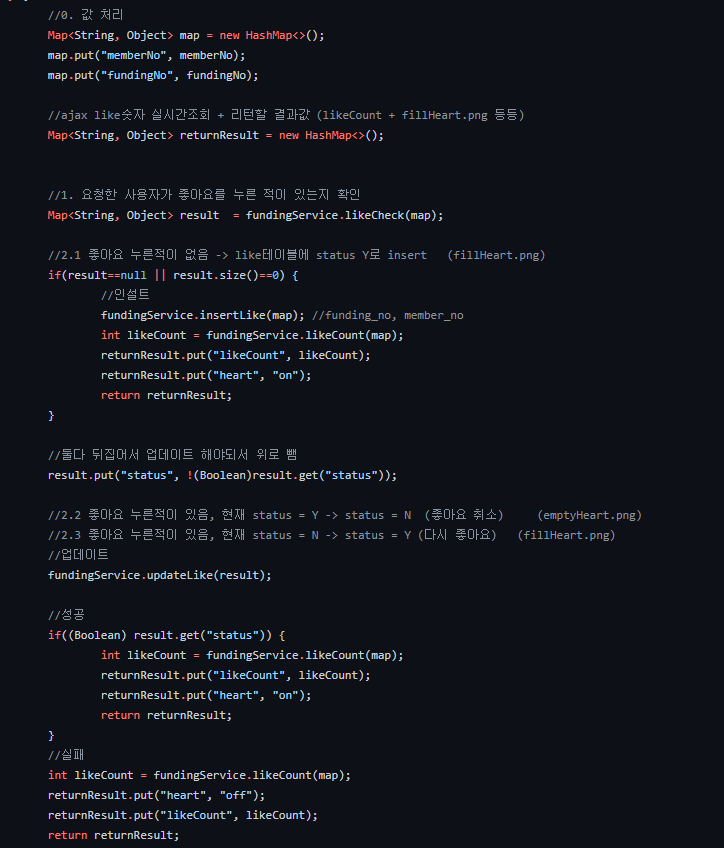 //0. 값 처리
Map<String, Object> map = new HashMap<>();
map.put("memberNo", memberNo);
map.put("fundingNo", fundingNo);
//ajax like숫자 실시간조회 + 리턴할 결과값 (likeCount + fillHeart.png 등등)
Map<String, Object> returnResult = new HashMap<>();
//1. 요청한 사용자가 좋아요를 누른 적이 있는지 확인
Map<String, Object> result  = fundingService.likeCheck(map);
//2.1 좋아요 누른적이 없음 -> like테이블에 status Y로 insert   (fillHeart.png)
if(result==null || result.size()==0) {
//인설트
fundingService.insertLike(map); //funding_no, member_no
int likeCount = fundingService.likeCount(map);
returnResult.put("likeCount", likeCount);
returnResult.put("heart", "on");
return returnResult;
}
//둘다 뒤집어서 업데이트 해야되서 위로 뺌
result.put("status", !(Boolean)result.get("status"));
//2.2 좋아요 누른적이 있음, 현재 status = Y -> status = N  (좋아요 취소)     (emptyHeart.png)
//2.3 좋아요 누른적이 있음, 현재 status = N -> status = Y (다시 좋아요)   (fillHeart.png)
//업데이트
fundingService.updateLike(result);
//성공
if((Boolean) result.get("status")) {
int likeCount = fundingService.likeCount(map);
returnResult.put("likeCount", likeCount);
returnResult.put("heart", "on");
return returnResult;
}
//실패
int likeCount = fundingService.likeCount(map);
returnResult.put("heart", "off");
returnResult.put("likeCount", likeCount);
return returnResult;